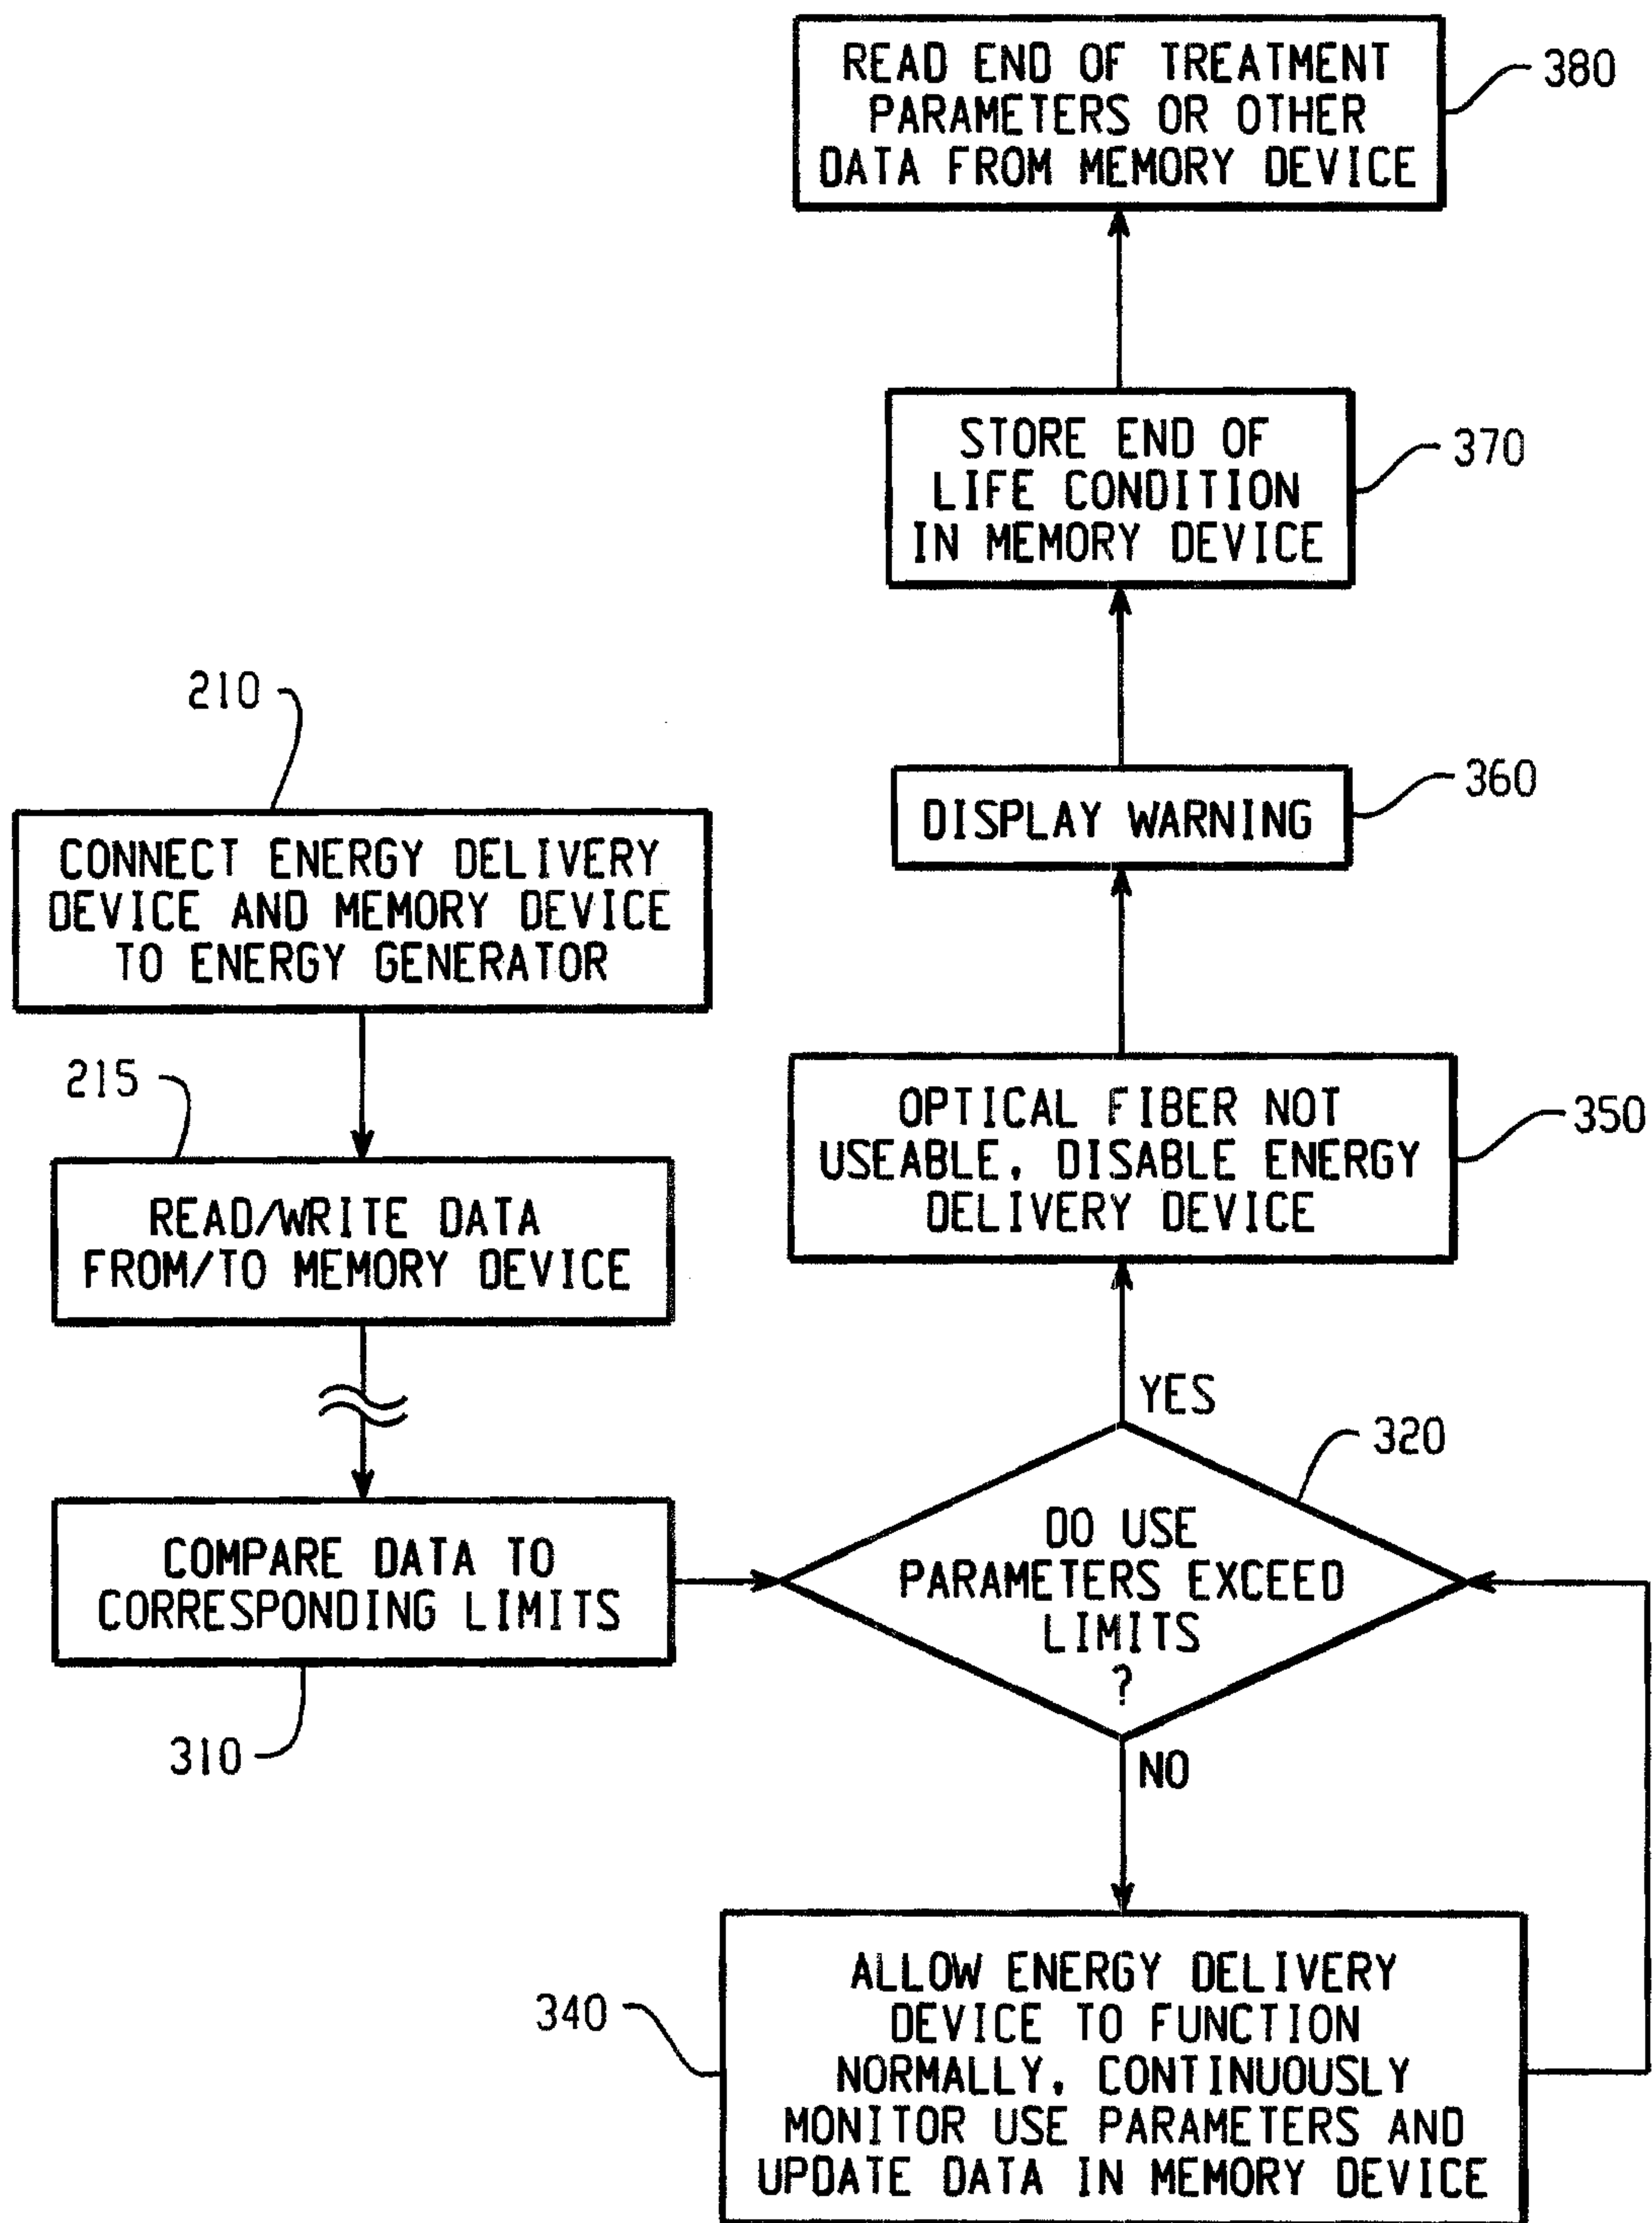 READ END OF TREATMENT
PARAMETERS OR OTHER
DATA FROM MEMORY DEVICE
380
STORE END OF
LIFE CONDITION
IN MEMORY DEVICE
370
210
DISPLAY WARNING
360
CONNECT ENERGY DELIVERY
DEVICE AND MEMORY DEVICE
TO ENERGY GENERATOR
215
OPTICAL FIBER NOT
USEABLE, DISABLE ENERGY
DELIVERY DEVICE
350
READ/WRITE DATA
FROM/TO MEMORY DEVICE
YES
320
COMPARE DATA TO
CORRESPONDING LIMITS
310
DO USE
PARAMETERS EXCEED
LIMITS
?
NO
340
ALLOW ENERGY DELIVERY
DEVICE TO FUNCTION
NORMALLY, CONTINUOUSLY
MONITOR USE PARAMETERS AND
UPDATE DATA IN MEMORY DEVICE